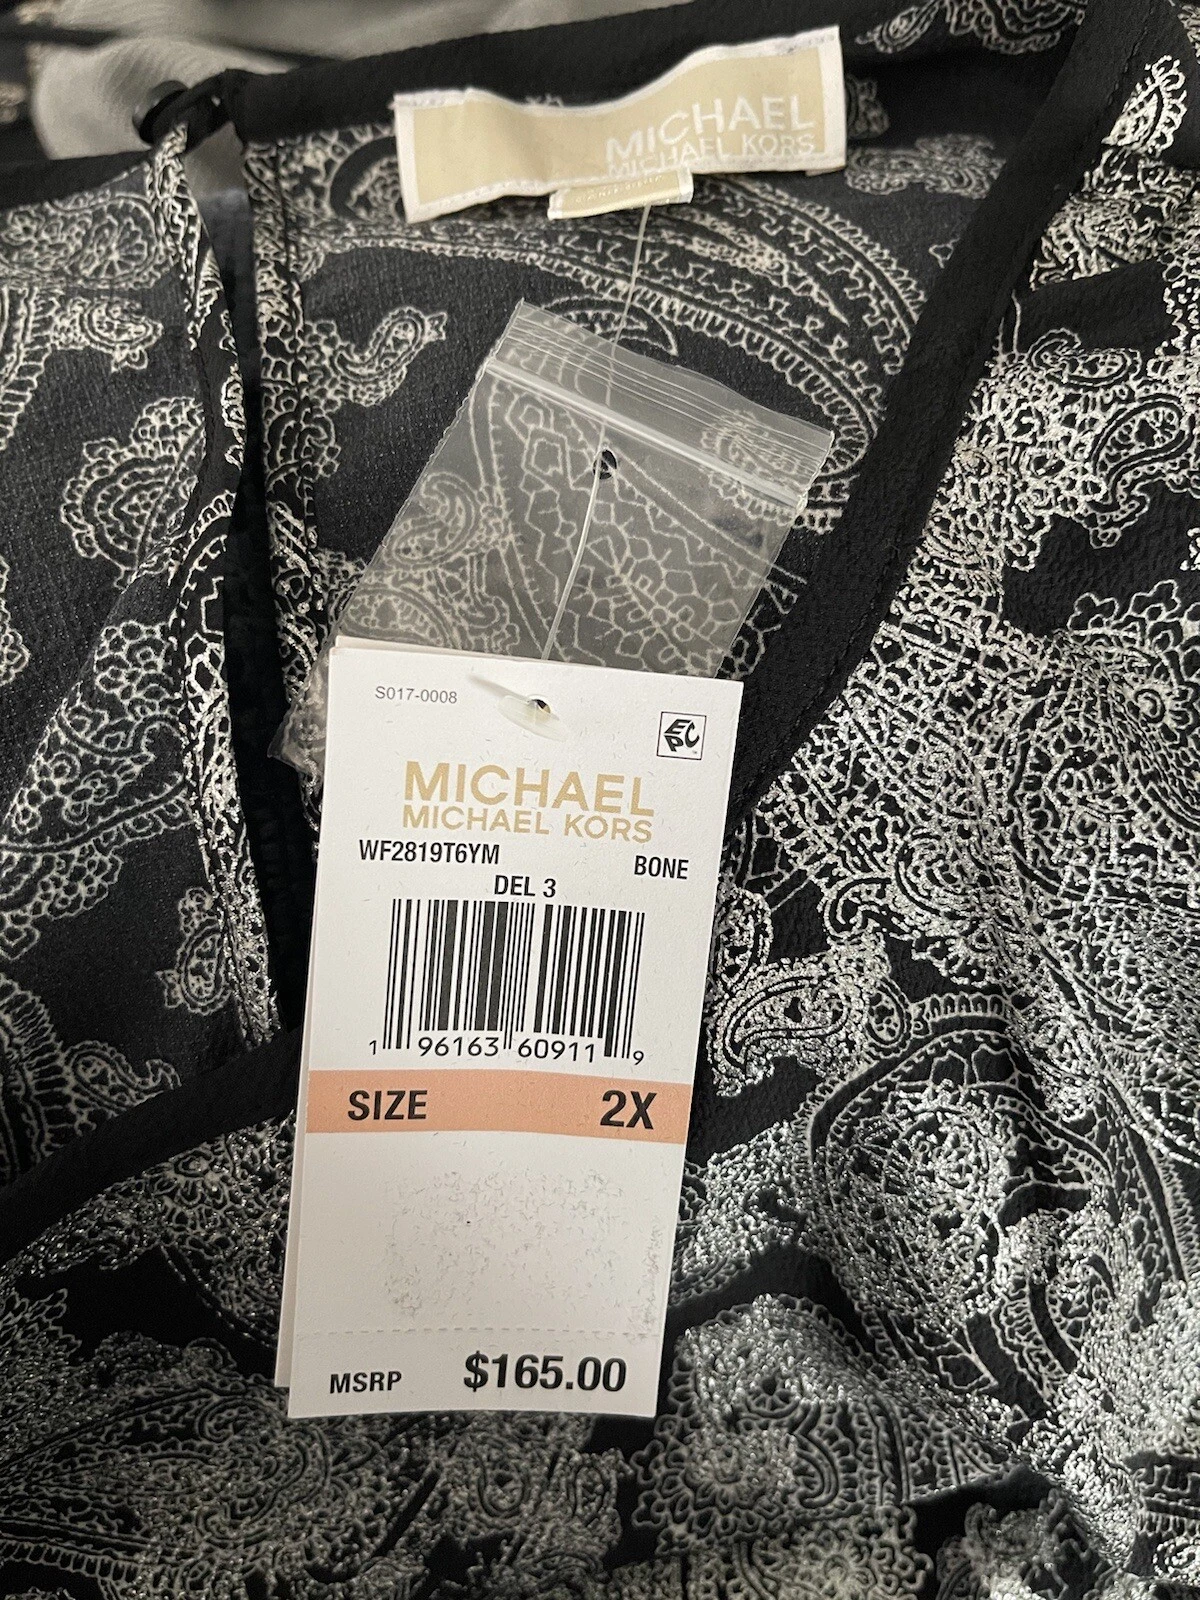 MICHAEL
MICHAEL KORS
S017-0008
EPC
MICHAEL
MICHAEL KORS
WF2819T6YM BONE
DEL 3
1 96163 60911 9
SIZE 2X
MSRP $165.00